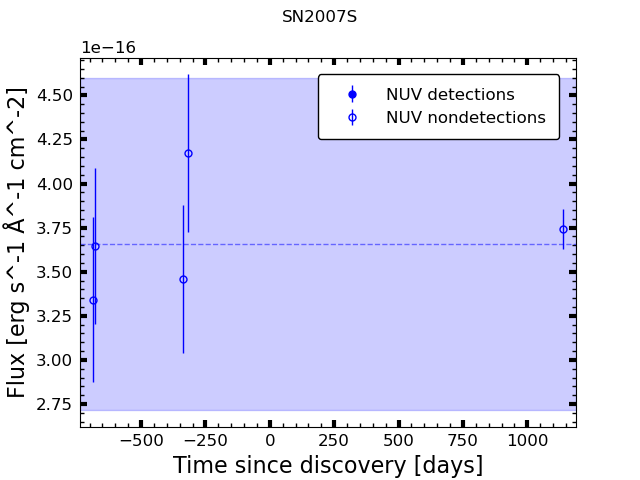 SN2007S
1e−16
NUV detections
NUV nondetections
4.50
4.25
4.00
3.75
3.50
3.25
3.00
2.75
Flux [erg s^-1 Å^-1 cm^-2]
−500
−250
0
250
500
750
1000
Time since discovery [days]